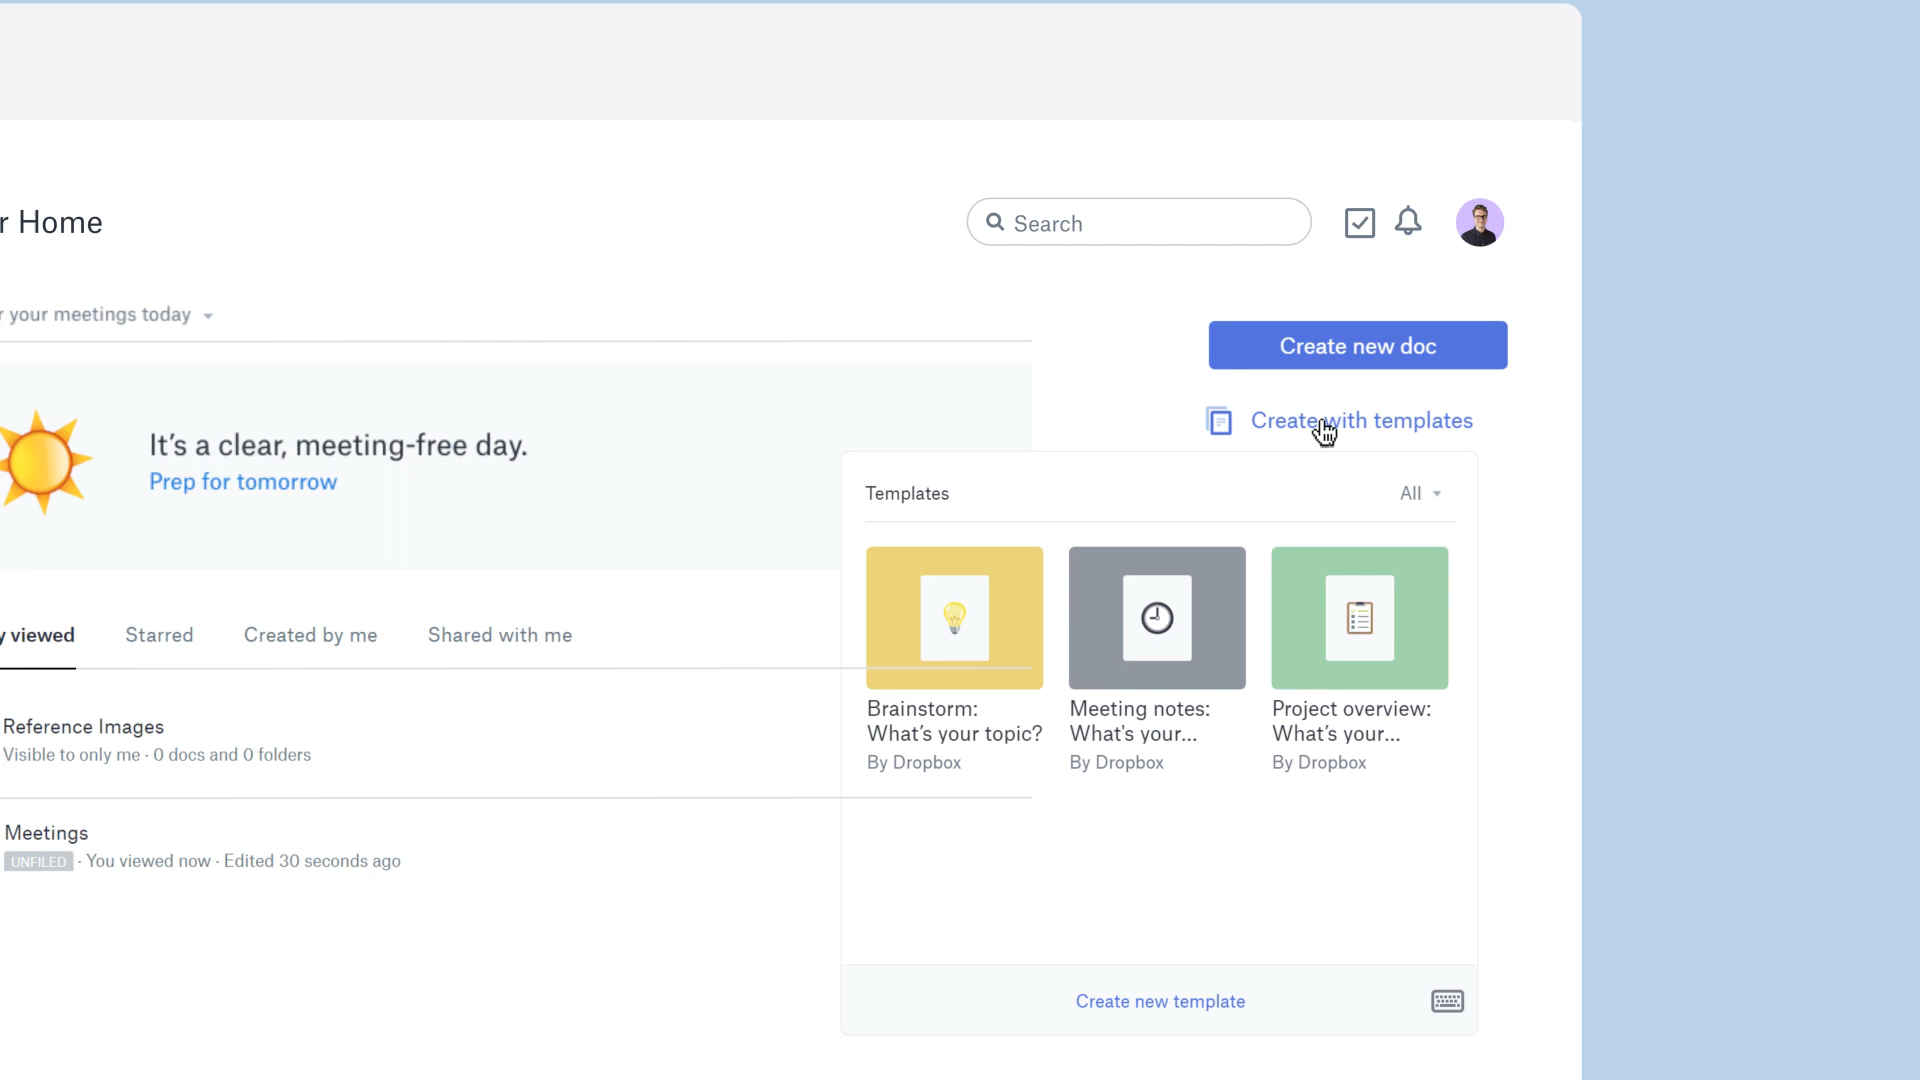 r Home
Search
r your meetings today
Create new doc
Create with templates
It’s a clear, meeting-free day.
Prep for tomorrow
Templates
All
y viewed
Starred
Created by me
Shared with me
Brainstorm:
What’s your topic?
By Dropbox
Meeting notes:
What's your...
By Dropbox
Project overview:
What’s your...
By Dropbox
Reference Images
Visible to only me · 0 docs and 0 folders
Meetings
UNFILED · You viewed now · Edited 30 seconds ago
Create new template